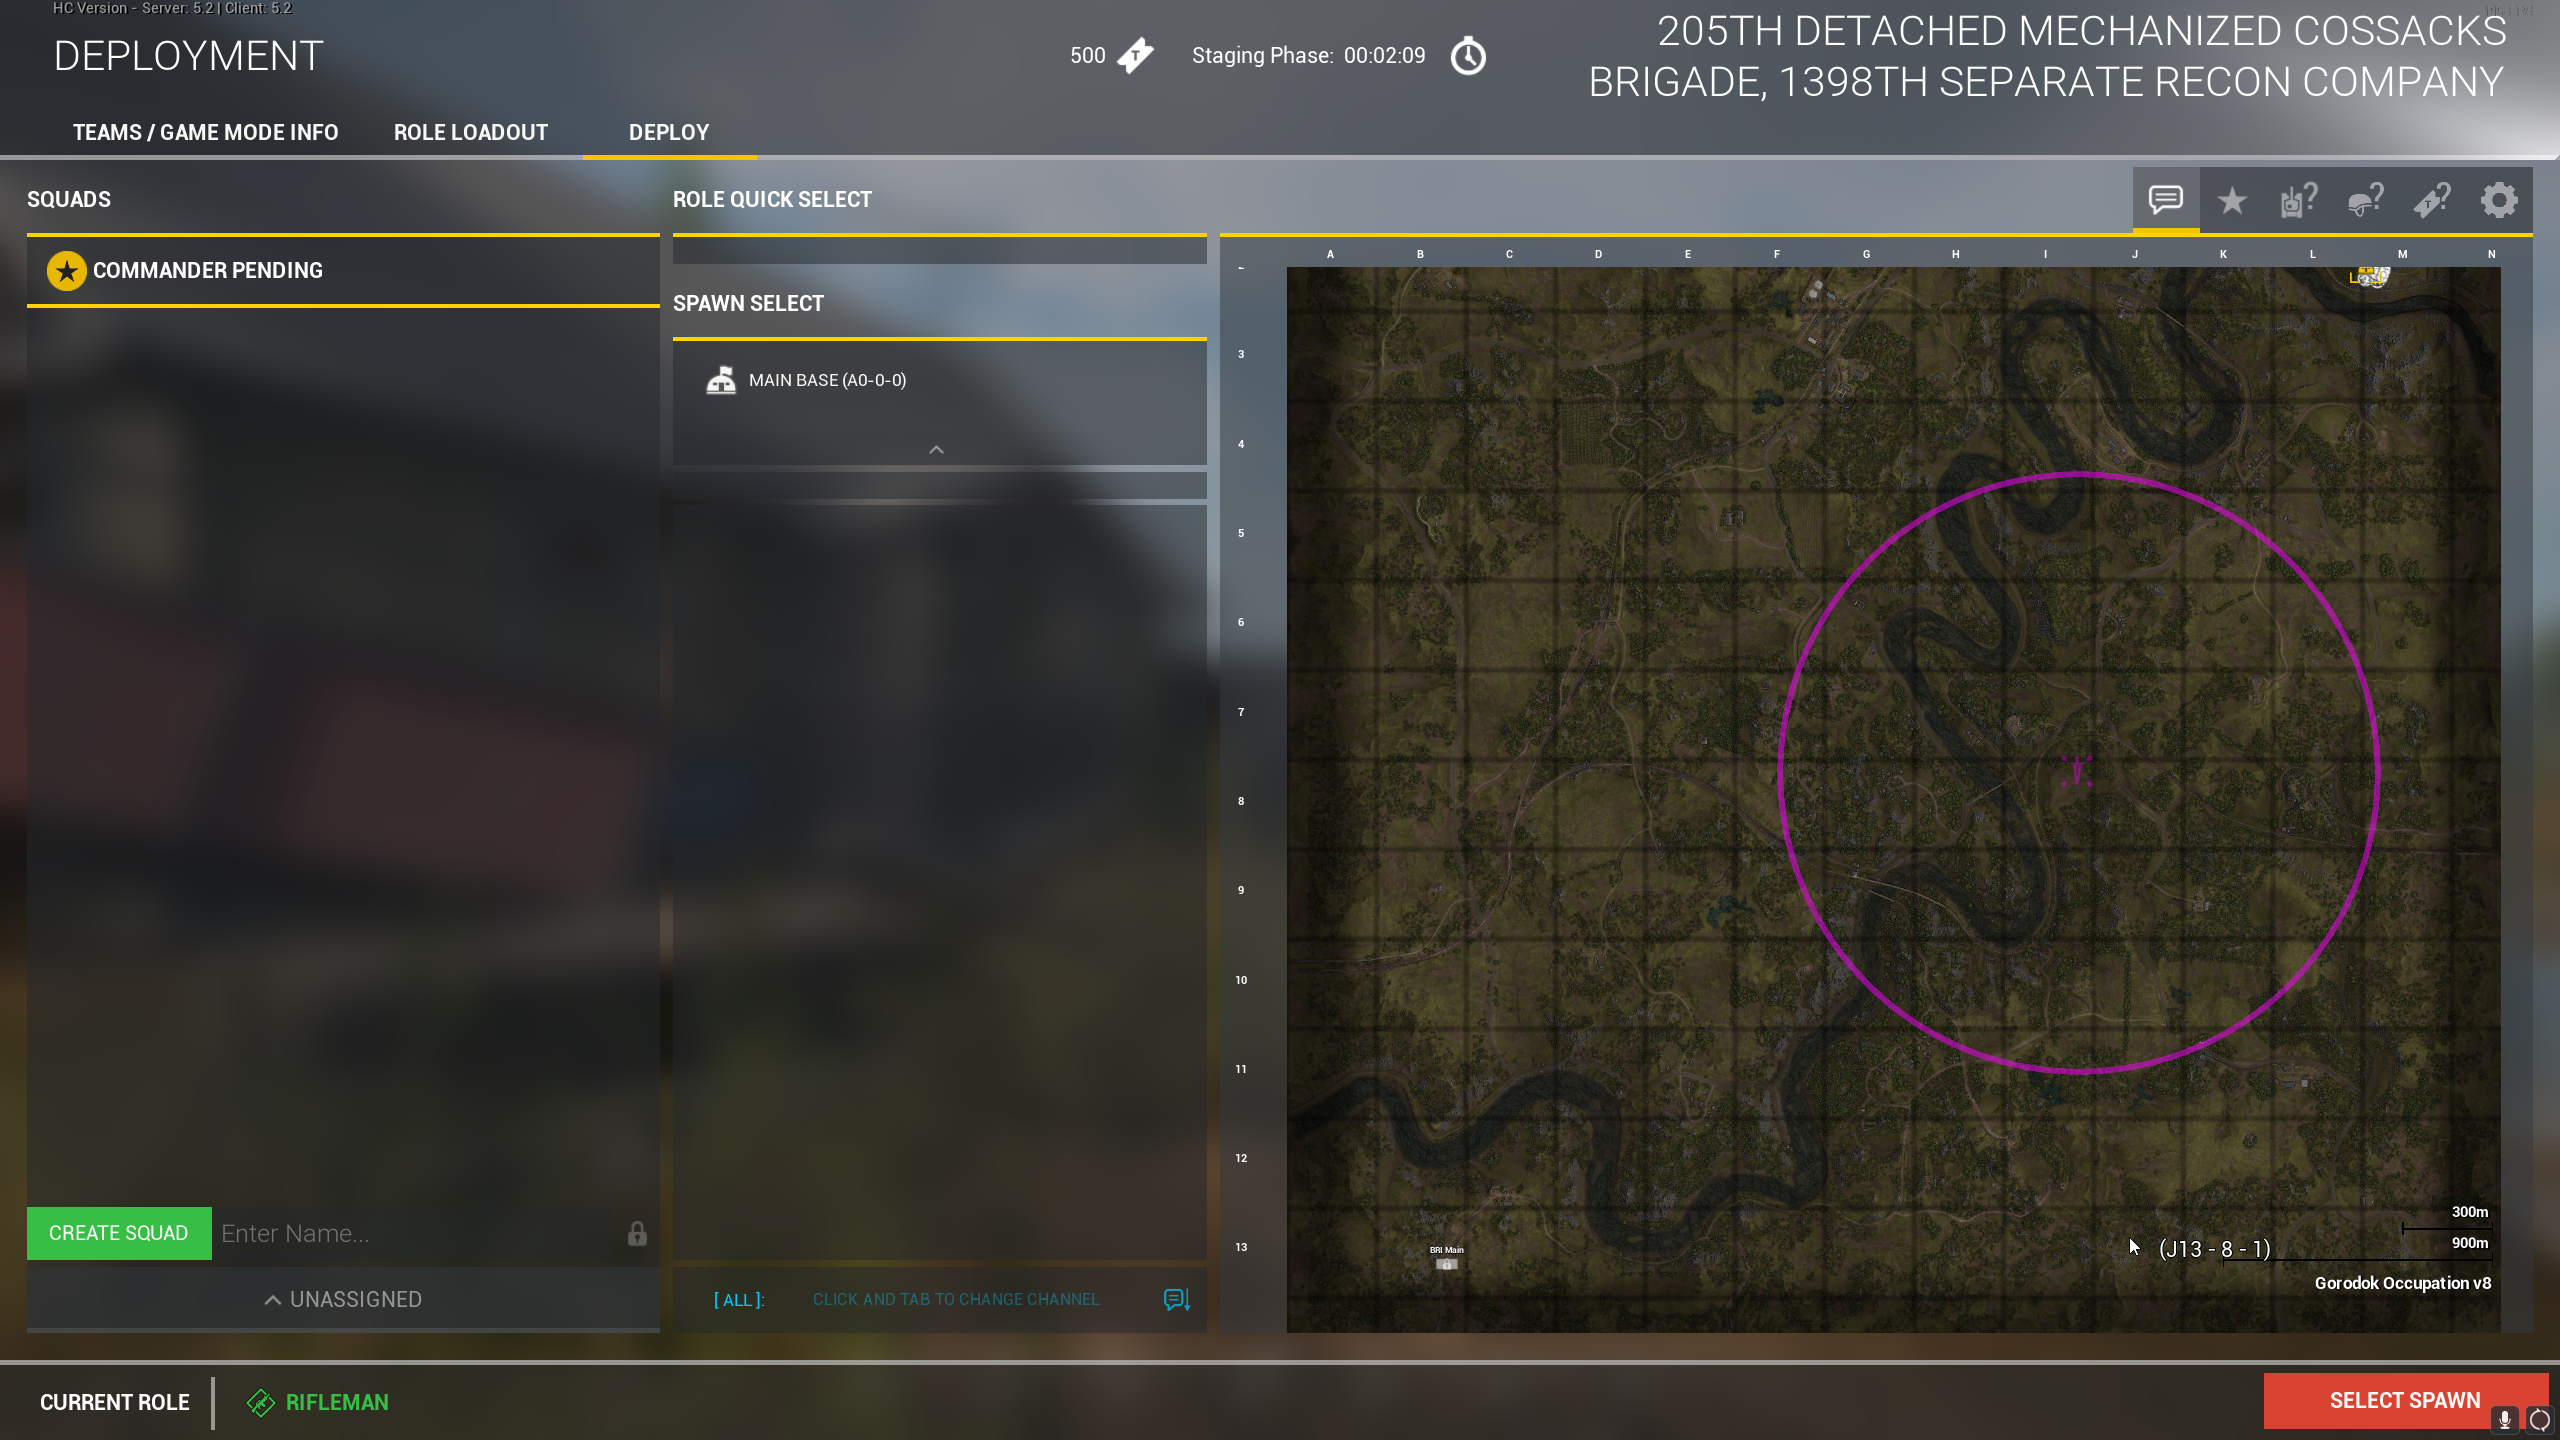 HC Version - Server: 5.2 | Client: 5.2
DEPLOYMENT
500
Staging Phase: 00:02:09
205TH DETACHED MECHANIZED COSSACKS
BRIGADE, 1398TH SEPARATE RECON COMPANY
TEAMS / GAME MODE INFO
ROLE LOADOUT
DEPLOY
SQUADS
COMMANDER PENDING
ROLE QUICK SELECT
SPAWN SELECT
MAIN BASE (A0-0-0)
A B C D E F G H I J K L M N
3
4
5
6
7
8
9
10
11
12
13
BRI Main
300m
900m
(J13 - 8 - 1)
Gorodok Occupation v8
CREATE SQUAD
Enter Name...
UNASSIGNED
[ ALL ]:
CLICK AND TAB TO CHANGE CHANNEL
CURRENT ROLE
RIFLEMAN
SELECT SPAWN